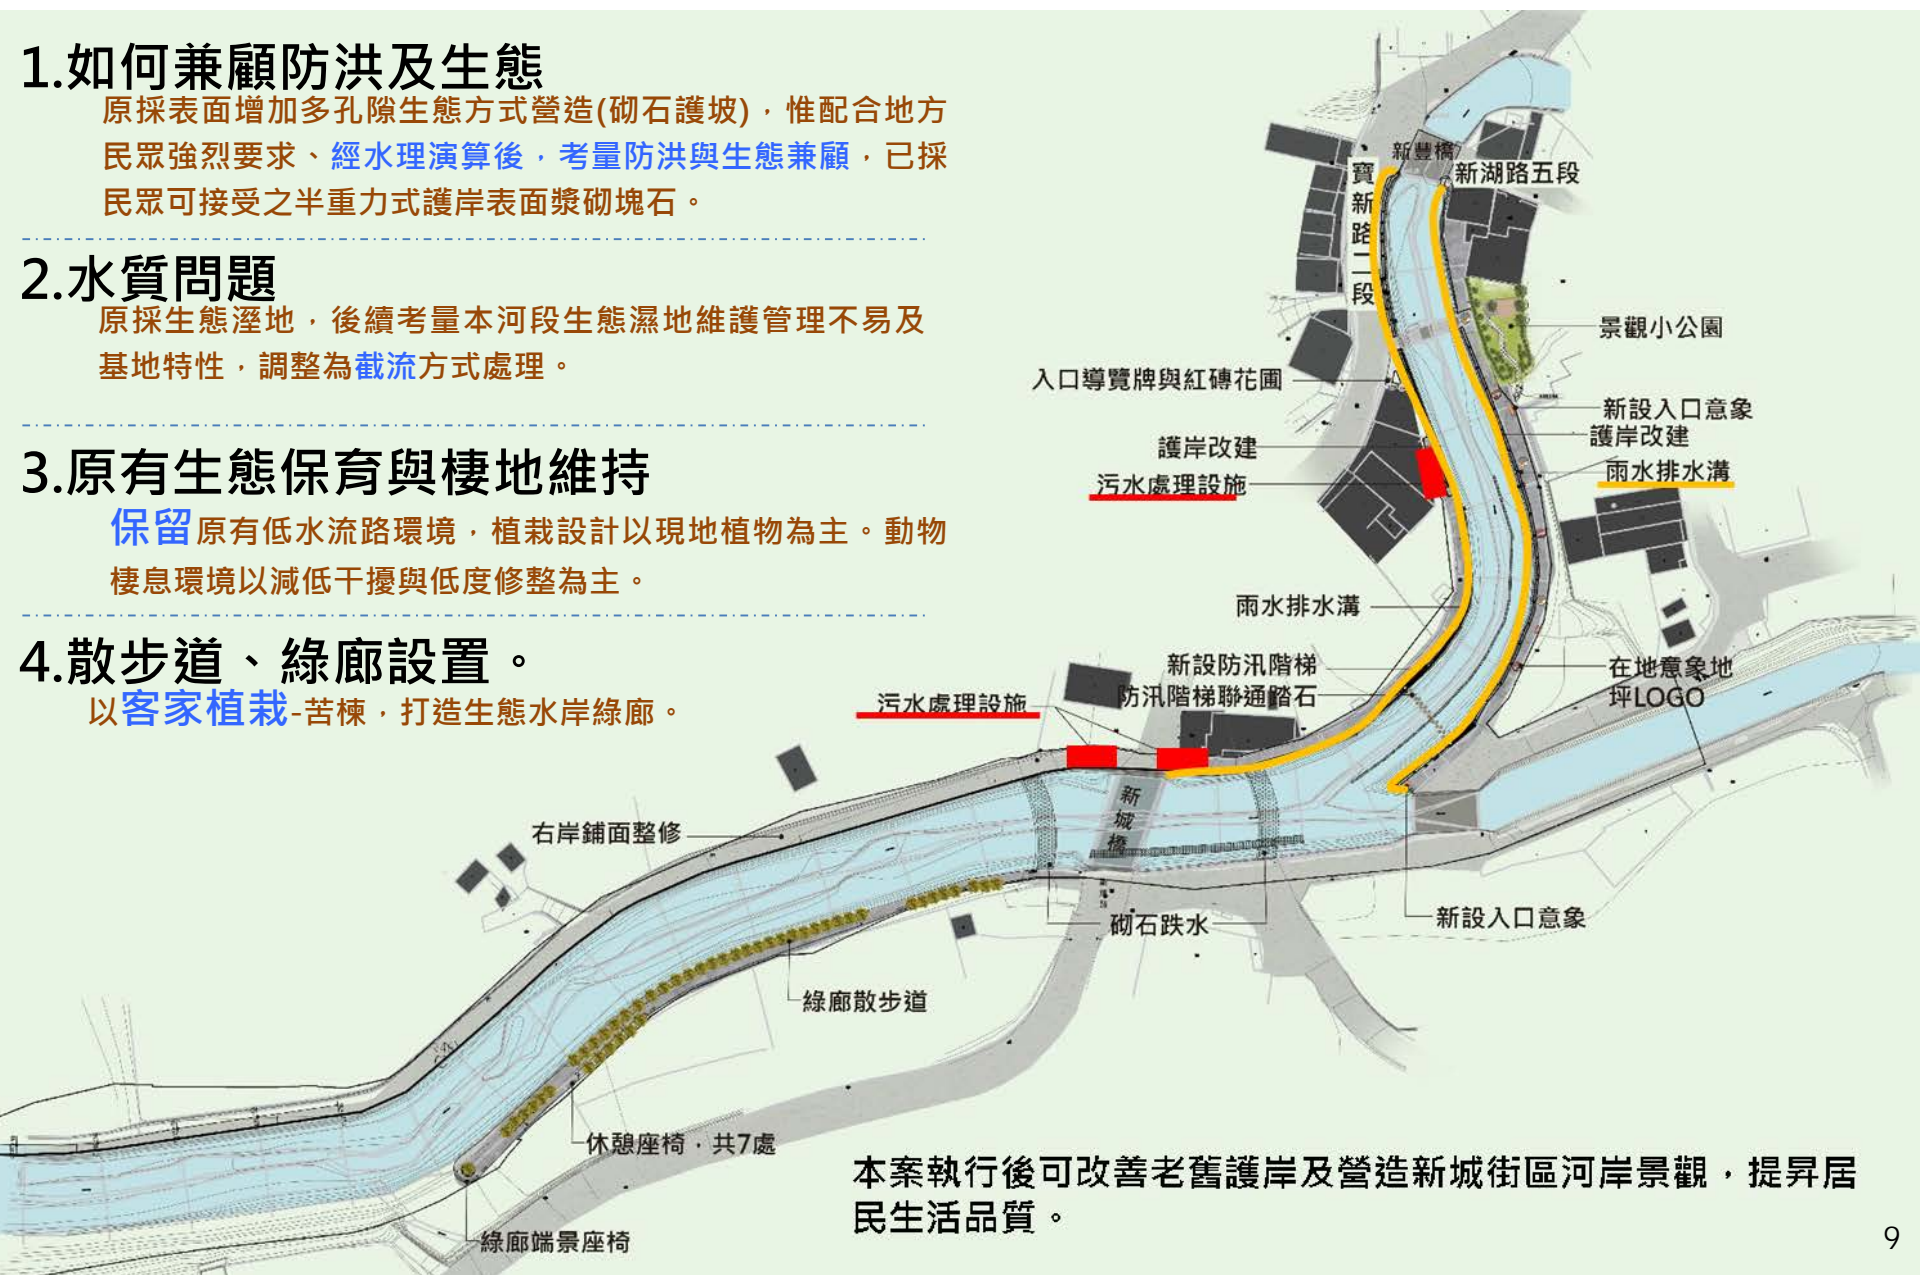 1.如何兼顧防洪及生態
原採表面增加多孔隙生態方式營造(砌石護坡)，惟配合地方
民眾強烈要求、經水理演算後，考量防洪與生態兼顧，已採
民眾可接受之半重力式護岸表面漿砌塊石。
2.水質問題
原採生態溼地，後續考量本河段生態濕地維護管理不易及
基地特性，調整為截流方式處理。
3.原有生態保育與棲地維持
保留原有低水流路環境，植栽設計以現地植物為主。動物
棲息環境以減低干擾與低度修整為主。
4.散步道、綠廊設置。
以客家植栽-苦楝，打造生態水岸綠廊。
新豐橋
寶新路二段
新湖路五段
景觀小公園
入口導覽牌與紅磚花圃
新設入口意象
護岸改建
護岸改建
污水處理設施
雨水排水溝
雨水排水溝
新設防汛階梯
防汛階梯聯通踏石
在地意象地
坪LOGO
污水處理設施
新城橋
右岸鋪面整修
砌石跌水
新設入口意象
綠廊散步道
休憩座椅，共7處
綠廊端景座椅
本案執行後可改善老舊護岸及營造新城街區河岸景觀，提昇居
民生活品質。
9